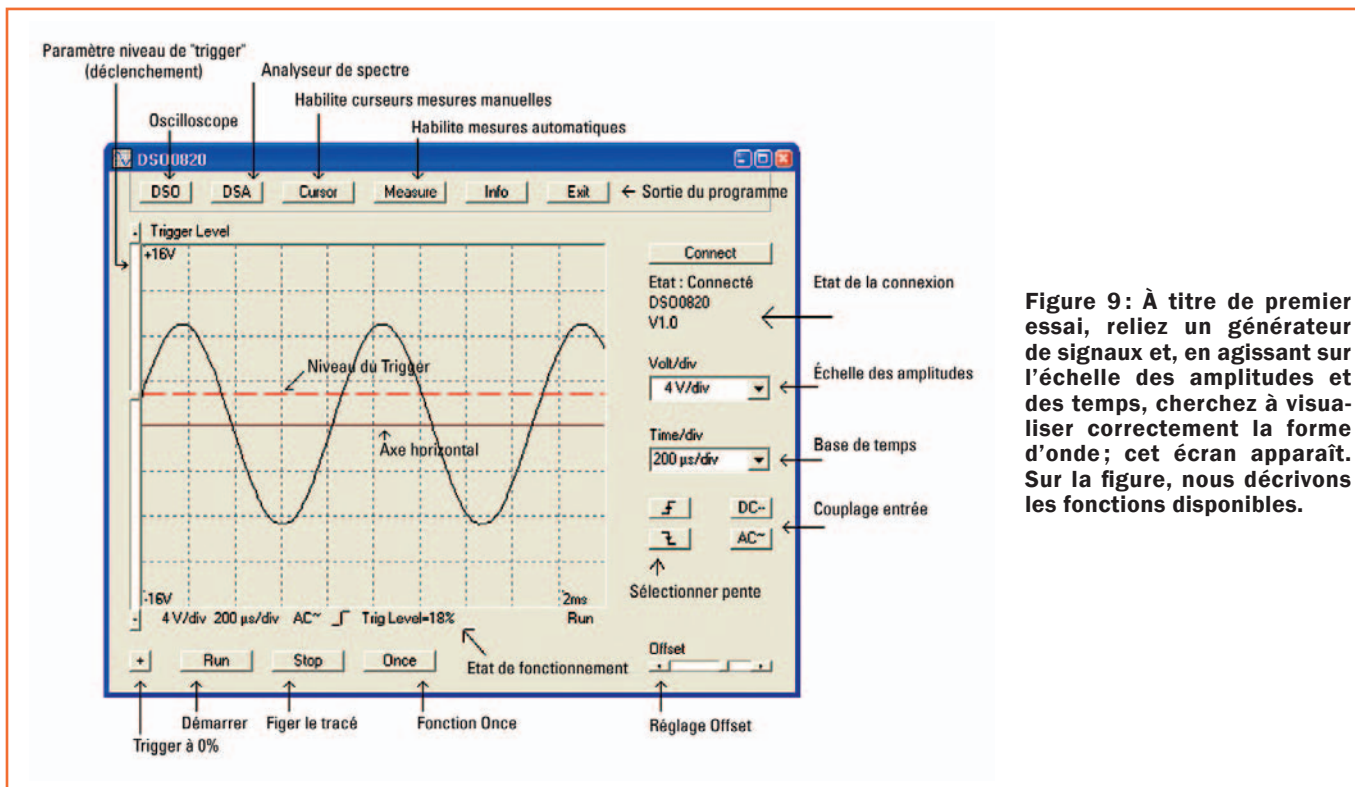 Paramètre niveau de "trigger"
(déclenchement)
Analyseur de spectre
Habilite curseurs mesures manuelles
Oscilloscope
Habilite mesures automatiques
DSO0820
DSO
DSA
Cursor
Measure
Info
Exit
Sortie du programme
Trigger Level
+16V
Connect
Etat : Connecté
DSO0820
V1.0
Etat de la connexion
Volt/div
4 V/div
Échelle des amplitudes
Niveau du Trigger
Axe horizontal
Time/div
200 µs/div
Base de temps
DC--
AC~
Couplage entrée
Sélectionner pente
-16V
2ms
4 V/div 200 µs/div AC~ Trig Level=18% Run
Offset
+
Run
Stop
Once
Etat de fonctionnement
Démarrer
Figer le tracé
Fonction Once
Réglage Offset
Trigger à 0%
Figure 9: À titre de premier
essai, reliez un générateur
de signaux et, en agissant sur
l'échelle des amplitudes et
des temps, cherchez à visua-
liser correctement la forme
d'onde; cet écran apparaît.
Sur la figure, nous décrivons
les fonctions disponibles.